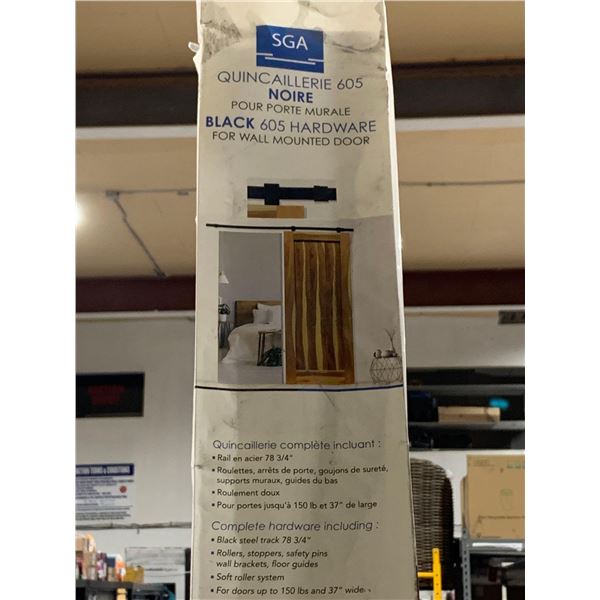 SGA
QUINCAILLERIE 605
NOIRE
POUR PORTE MURALE
BLACK 605 HARDWARE
FOR WALL MOUNTED DOOR
Quincaillerie complète incluant :
• Rail en acier 78 3/4"
• Roulettes, arrêts de porte, goujons de sureté,
supports muraux, guides du bas
• Roulement doux
• Pour portes jusqu'à 150 lb et 37" de large
Complete hardware including :
• Black steel track 78 3/4"
• Rollers, stoppers, safety pins
wall brackets, floor guides
• Soft roller system
• For doors up to 150 lbs and 37" wide